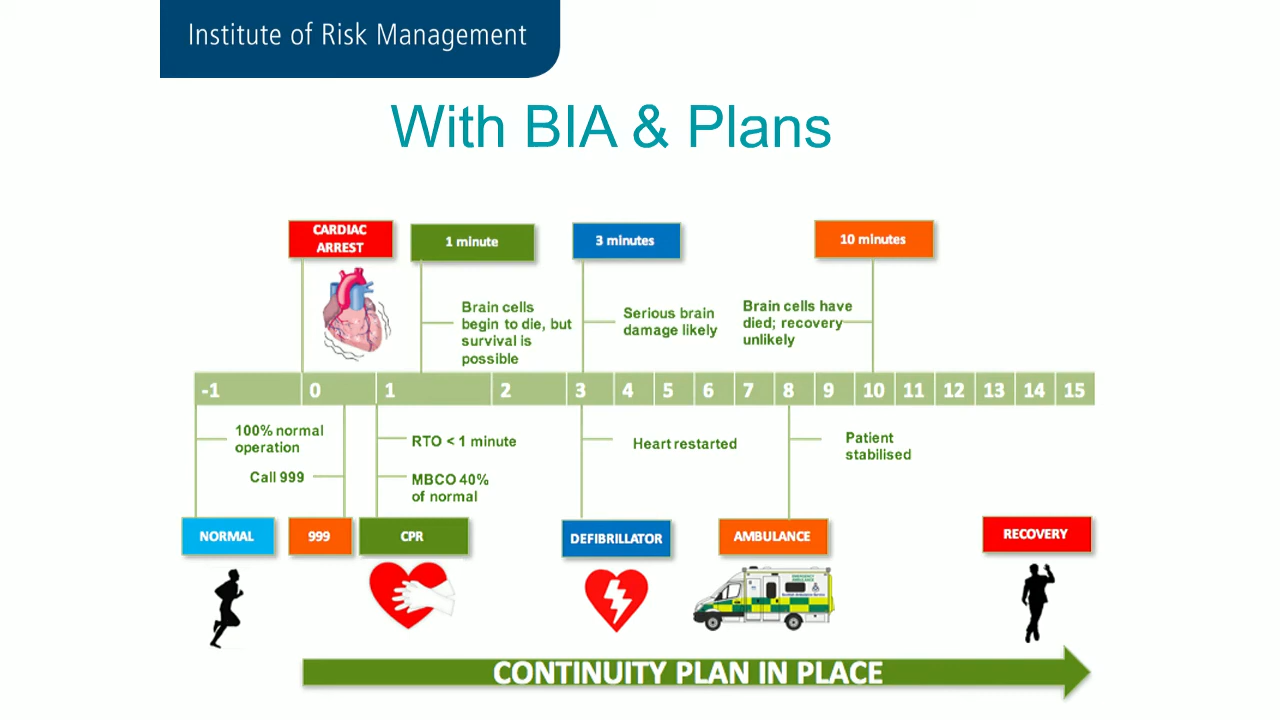 Institute of Risk Management
With BIA & Plans
CARDIAC
ARREST
1 minute
3 minutes
10 minutes
Brain cells
begin to die, but
survival is
possible
Serious brain
damage likely
Brain cells have
died; recovery
unlikely
-1 0 1 2 3 4 5 6 7 8 9 10 11 12 13 14 15
100% normal
operation
Call 999
RTO < 1 minute
MBCO 40%
of normal
Heart restarted
Patient
stabilised
NORMAL
999
CPR
DEFIBRILLATOR
AMBULANCE
RECOVERY
CONTINUITY PLAN IN PLACE